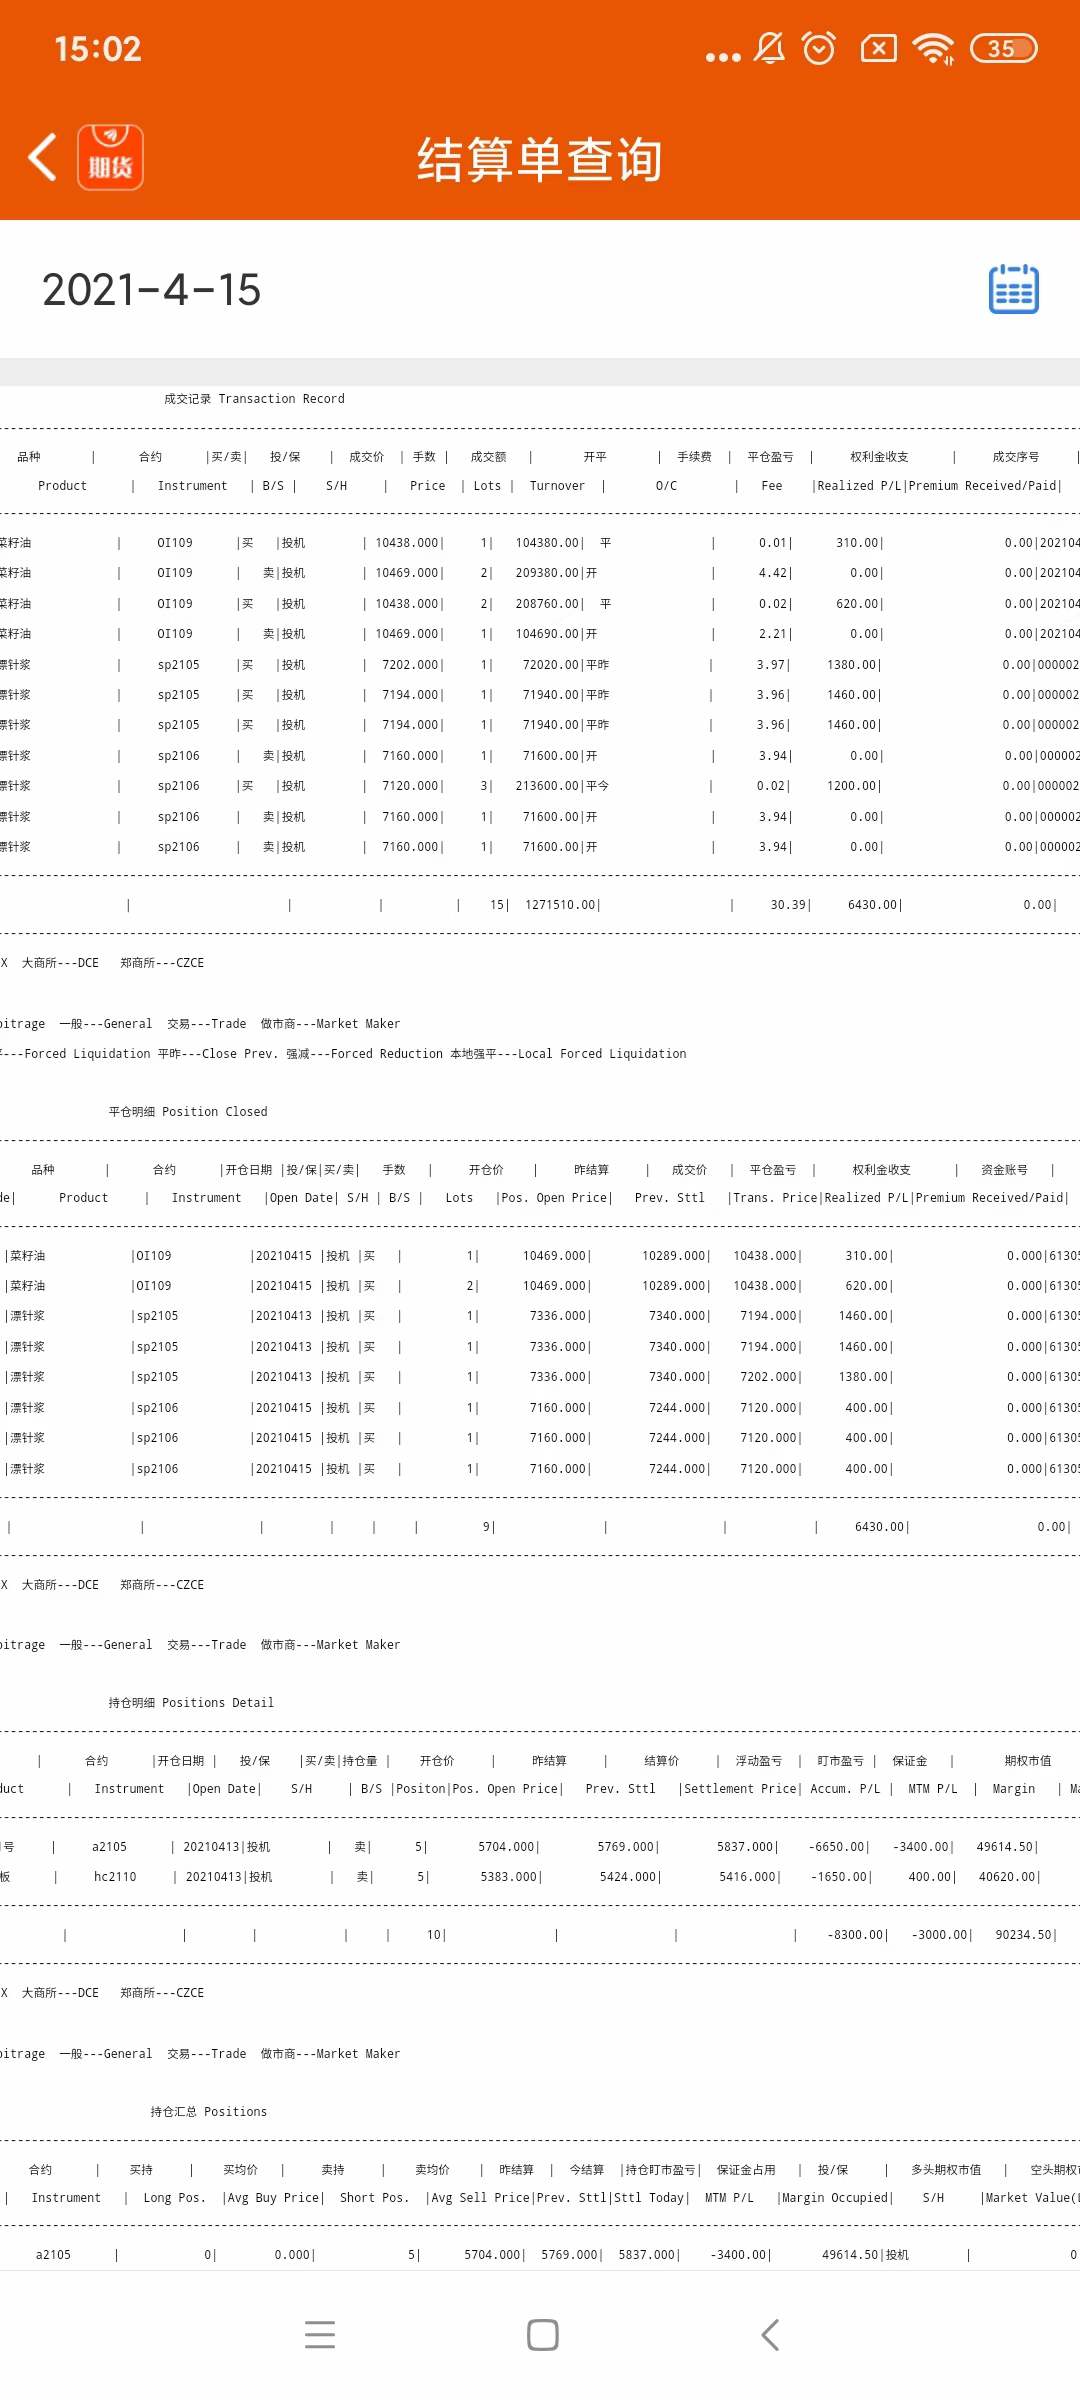 15:02
35
期货
结算单查询
2021-4-15
成交记录 Transaction Record
品种 | 合约 |买/卖| 投/保 | 成交价 | 手数 | 成交额 | 开平 | 手续费 | 平仓盈亏 | 权利金收支 | 成交序号 |
Product | Instrument | B/S | S/H | Price | Lots | Turnover | O/C | Fee |Realized P/L|Premium Received/Paid|
菜籽油 | OI109 |买 |投机 | 10438.000| 1| 104380.00| 平 | 0.01| 310.00| 0.00|202104
菜籽油 | OI109 | 卖|投机 | 10469.000| 2| 209380.00|开 | 4.42| 0.00| 0.00|202104
菜籽油 | OI109 |买 |投机 | 10438.000| 2| 208760.00| 平 | 0.02| 620.00| 0.00|202104
菜籽油 | OI109 | 卖|投机 | 10469.000| 1| 104690.00|开 | 2.21| 0.00| 0.00|202104
漂针浆 | sp2105 |买 |投机 | 7202.000| 1| 72020.00|平昨 | 3.97| 1380.00| 0.00|000002
漂针浆 | sp2105 |买 |投机 | 7194.000| 1| 71940.00|平昨 | 3.96| 1460.00| 0.00|000002
漂针浆 | sp2105 |买 |投机 | 7194.000| 1| 71940.00|平昨 | 3.96| 1460.00| 0.00|000002
漂针浆 | sp2106 | 卖|投机 | 7160.000| 1| 71600.00|开 | 3.94| 0.00| 0.00|000002
漂针浆 | sp2106 |买 |投机 | 7120.000| 3| 213600.00|平今 | 0.02| 1200.00| 0.00|000002
漂针浆 | sp2106 | 卖|投机 | 7160.000| 1| 71600.00|开 | 3.94| 0.00| 0.00|000002
漂针浆 | sp2106 | 卖|投机 | 7160.000| 1| 71600.00|开 | 3.94| 0.00| 0.00|000002
| | | | 15| 1271510.00| | 30.39| 6430.00| 0.00|
X 大商所---DCE 郑商所---CZCE
bitrage 一般---General 交易---Trade 做市商---Market Maker
平---Forced Liquidation 平昨---Close Prev. 强减---Forced Reduction 本地强平---Local Forced Liquidation
平仓明细 Position Closed
品种 | 合约 |开仓日期 |投/保|买/卖| 手数 | 开仓价 | 昨结算 | 成交价 | 平仓盈亏 | 权利金收支 | 资金账号 |
de| Product | Instrument |Open Date| S/H | B/S | Lots |Pos. Open Price| Prev. Sttl |Trans. Price|Realized P/L|Premium Received/Paid|
|菜籽油 |OI109 |20210415 |投机 |买 | 1| 10469.000| 10289.000| 10438.000| 310.00| 0.000|61305
|菜籽油 |OI109 |20210415 |投机 |买 | 2| 10469.000| 10289.000| 10438.000| 620.00| 0.000|61305
|漂针浆 |sp2105 |20210413 |投机 |买 | 1| 7336.000| 7340.000| 7194.000| 1460.00| 0.000|61305
|漂针浆 |sp2105 |20210413 |投机 |买 | 1| 7336.000| 7340.000| 7194.000| 1460.00| 0.000|61305
|漂针浆 |sp2105 |20210413 |投机 |买 | 1| 7336.000| 7340.000| 7202.000| 1380.00| 0.000|61305
|漂针浆 |sp2106 |20210415 |投机 |买 | 1| 7160.000| 7244.000| 7120.000| 400.00| 0.000|61305
|漂针浆 |sp2106 |20210415 |投机 |买 | 1| 7160.000| 7244.000| 7120.000| 400.00| 0.000|61305
|漂针浆 |sp2106 |20210415 |投机 |买 | 1| 7160.000| 7244.000| 7120.000| 400.00| 0.000|61305
| | | | | | 9| | | | 6430.00| 0.00|
X 大商所---DCE 郑商所---CZCE
bitrage 一般---General 交易---Trade 做市商---Market Maker
持仓明细 Positions Detail
| 合约 |开仓日期 | 投/保 |买/卖|持仓量 | 开仓价 | 昨结算 | 结算价 | 浮动盈亏 | 盯市盈亏 | 保证金 | 期权市值
duct | Instrument |Open Date| S/H | B/S |Positon|Pos. Open Price| Prev. Sttl |Settlement Price| Accum. P/L | MTM P/L | Margin | Ma
号 | a2105 | 20210413|投机 | 卖| 5| 5704.000| 5769.000| 5837.000| -6650.00| -3400.00| 49614.50|
板 | hc2110 | 20210413|投机 | 卖| 5| 5383.000| 5424.000| 5416.000| -1650.00| 400.00| 40620.00|
| | | | | 10| | | | -8300.00| -3000.00| 90234.50|
X 大商所---DCE 郑商所---CZCE
bitrage 一般---General 交易---Trade 做市商---Market Maker
持仓汇总 Positions
合约 | 买持 | 买均价 | 卖持 | 卖均价 | 昨结算 | 今结算 |持仓盯市盈亏| 保证金占用 | 投/保 | 多头期权市值 | 空头期权市
| Instrument | Long Pos. |Avg Buy Price| Short Pos. |Avg Sell Price|Prev. Sttl|Sttl Today| MTM P/L |Margin Occupied| S/H |Market Value(L
a2105 | 0| 0.000| 5| 5704.000| 5769.000| 5837.000| -3400.00| 49614.50|投机 | 0